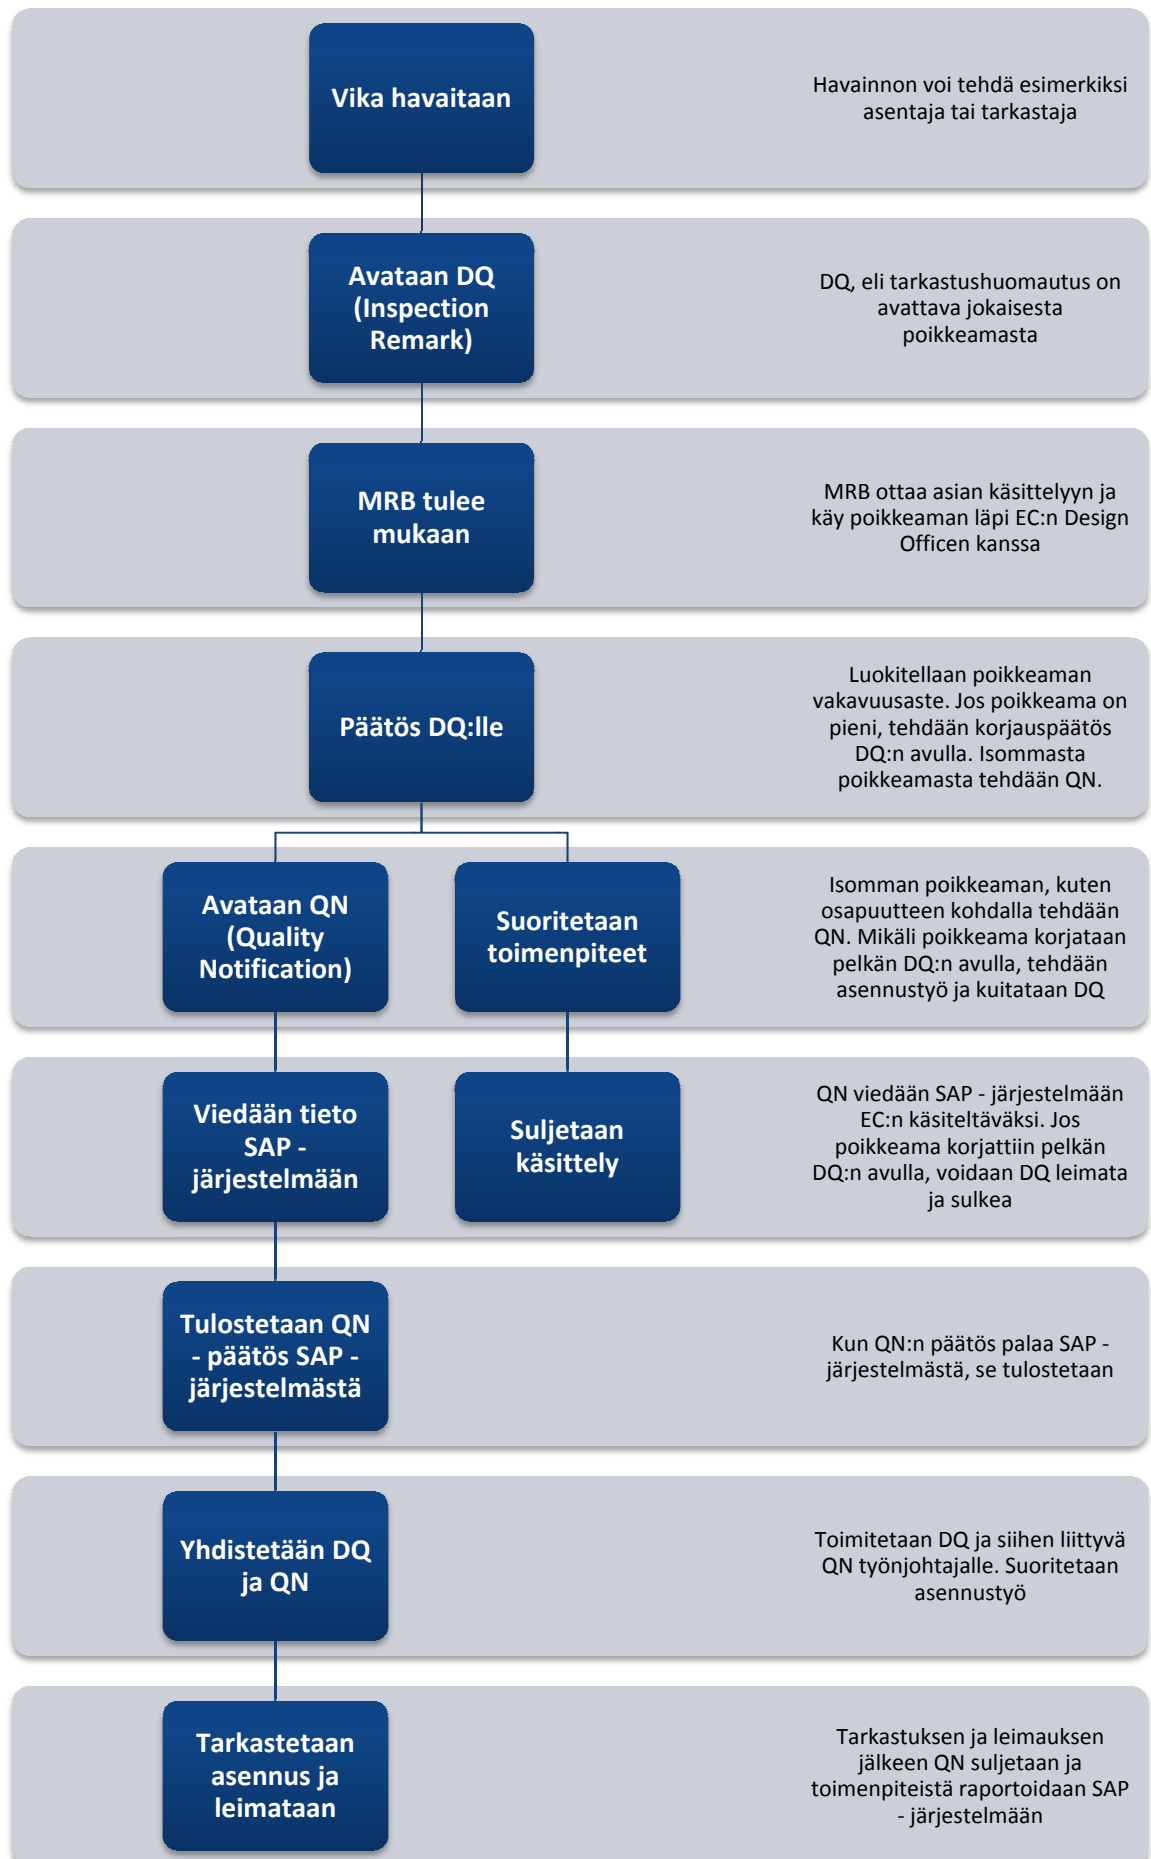 Vika havaitaan
Havainnon voi tehdä esimerkiksi
asentaja tai tarkastaja
Avataan DQ
(Inspection
Remark)
DQ, eli tarkastushuomautus on
avattava jokaisesta
poikkeamasta
MRB tulee
mukaan
MRB ottaa asian käsittelyyn ja
käy poikkeaman läpi EC:n Design
Officen kanssa
Päätös DQ:lle
Luokitellaan poikkeaman
vakavuusaste. Jos poikkeama on
pieni, tehdään korjauspäätös
DQ:n avulla. Isommasta
poikkeamasta tehdään QN.
Avataan QN
(Quality
Notification)
Suoritetaan
toimenpiteet
Isomman poikkeaman, kuten
osapuutteen kohdalla tehdään
QN. Mikäli poikkeama korjataan
pelkän DQ:n avulla, tehdään
asennustyö ja kuitataan DQ
Viedään tieto
SAP -
järjestelmään
Suljetaan
käsittely
QN viedään SAP - järjestelmään
EC:n käsiteltäväksi. Jos
poikkeama korjattiin pelkän
DQ:n avulla, voidaan DQ leimata
ja sulkea
Tulostetaan QN
- päätös SAP -
järjestelmästä
Kun QN:n päätös palaa SAP -
järjestelmästä, se tulostetaan
Yhdistetään DQ
ja QN
Toimitetaan DQ ja siihen liittyvä
QN työnjohtajalle. Suoritetaan
asennustyö
Tarkastetaan
asennus ja
leimataan
Tarkastuksen ja leimauksen
jälkeen QN suljetaan ja
toimenpiteistä raportoidaan SAP
- järjestelmään